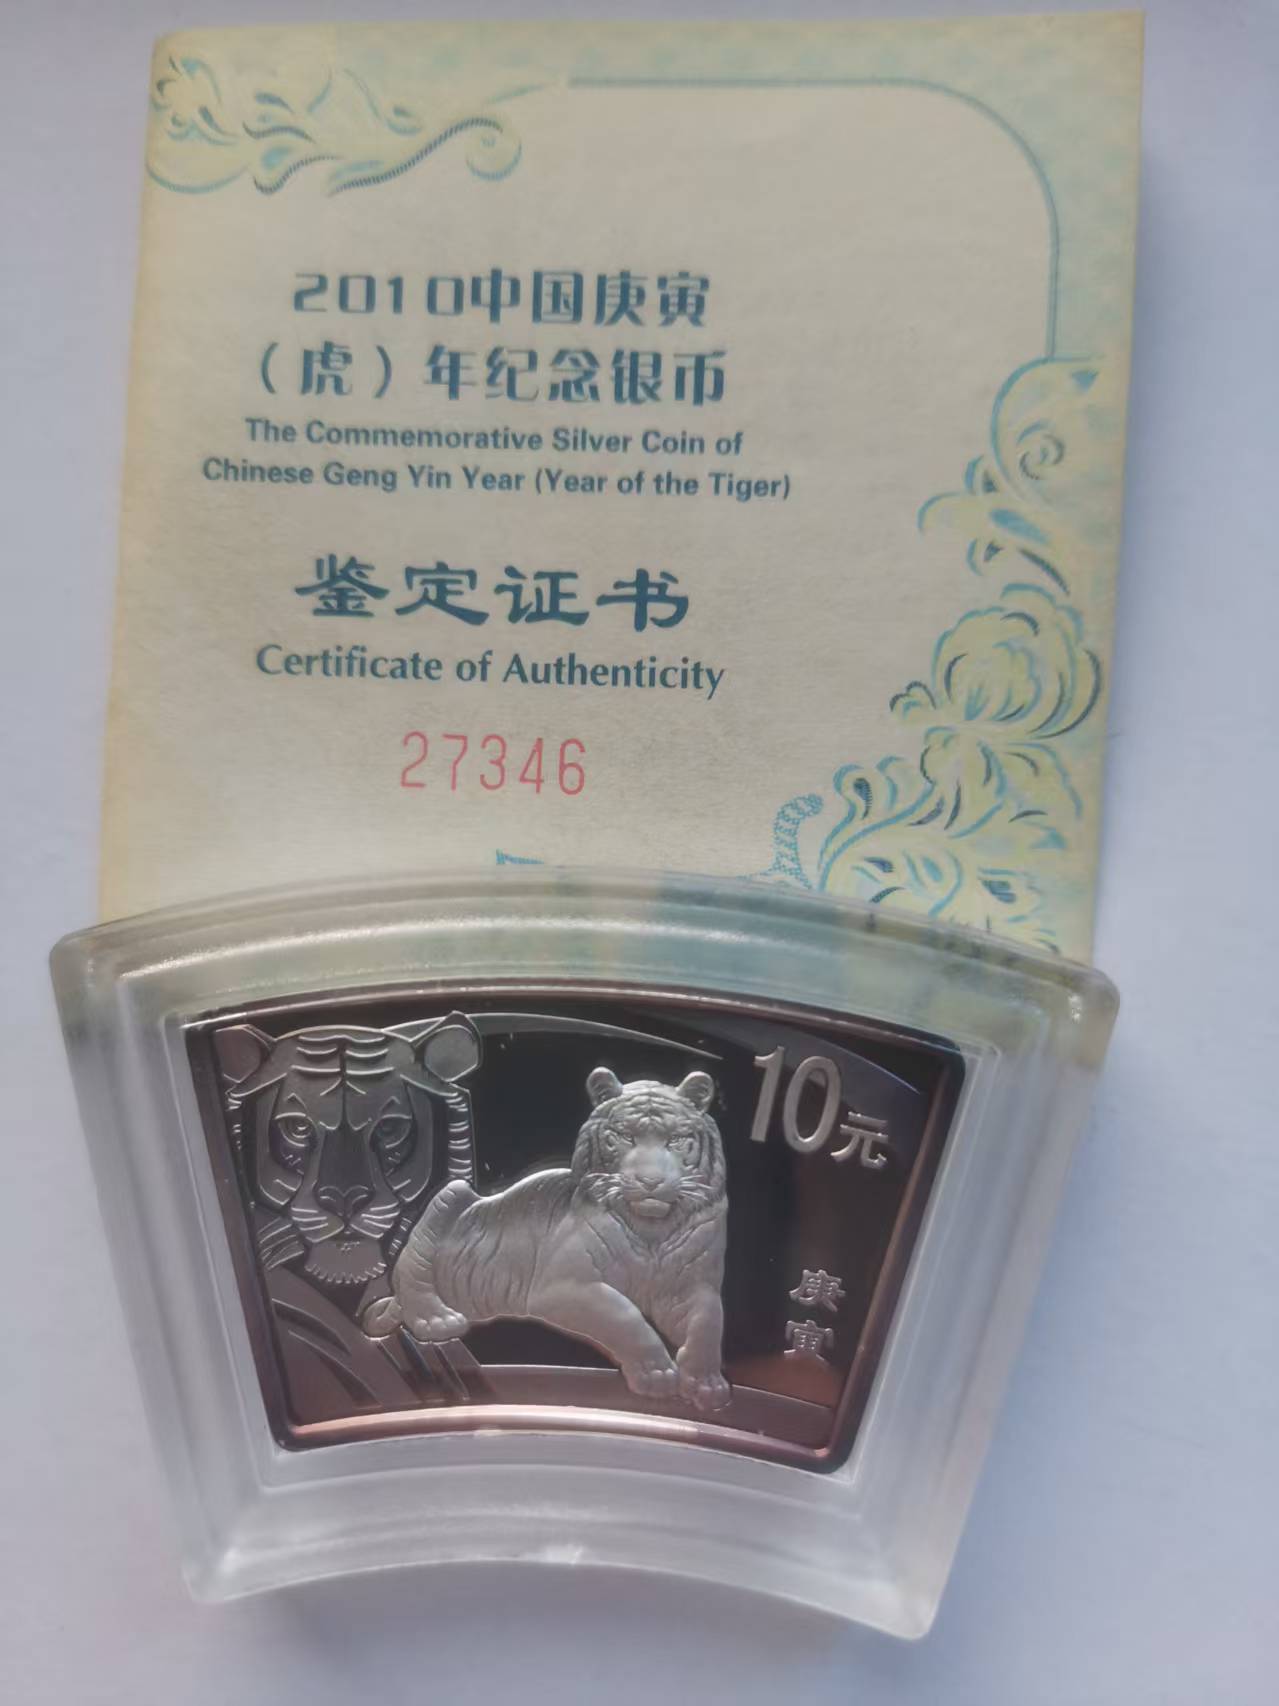 2010中国庚寅
（虎）年纪念银币
The Commemorative Silver Coin of
Chinese Geng Yin Year (Year of the Tiger)
鉴定证书
Certificate of Authenticity
27346
10元
庚
寅